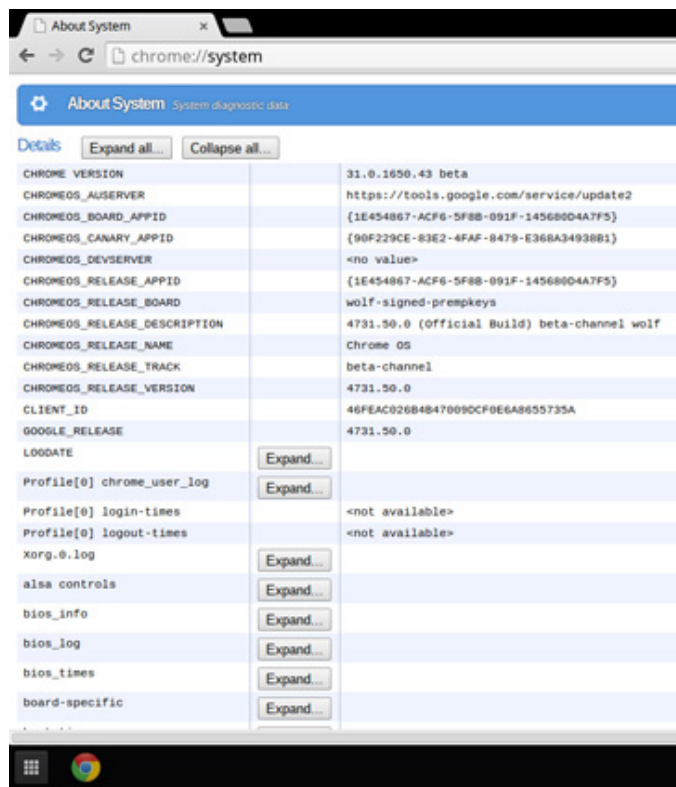 About System
chrome://system
About System System diagnostic data
Details Expand all... Collapse all...
CHROME VERSION 31.0.1650.43 beta
CHROMEOS_AUSERVER https://tools.google.com/service/update2
CHROMEOS_BOARD_APPID {1E454867-ACF6-5F8B-091F-145680D4A7F5}
CHROMEOS_CANARY_APPID {90F229CE-83E2-4FAF-8479-E368A34938B1}
CHROMEOS_DEVSERVER <no value>
CHROMEOS_RELEASE_APPID {1E454867-ACF6-5F8B-091F-145680D4A7F5}
CHROMEOS_RELEASE_BOARD wolf-signed-prempkeys
CHROMEOS_RELEASE_DESCRIPTION 4731.50.0 (Official Build) beta-channel wolf
CHROMEOS_RELEASE_NAME Chrome OS
CHROMEOS_RELEASE_TRACK beta-channel
CHROMEOS_RELEASE_VERSION 4731.50.0
CLIENT_ID 46FEAC026B4B47009DCF0E6A8655735A
GOOGLE_RELEASE 4731.50.0
LOGDATE Expand...
Profile[0] chrome_user_log Expand...
Profile[0] login-times <not available>
Profile[0] logout-times <not available>
Xorg.0.log Expand...
alsa controls Expand...
bios_info Expand...
bios_log Expand...
bios_times Expand...
board-specific Expand...